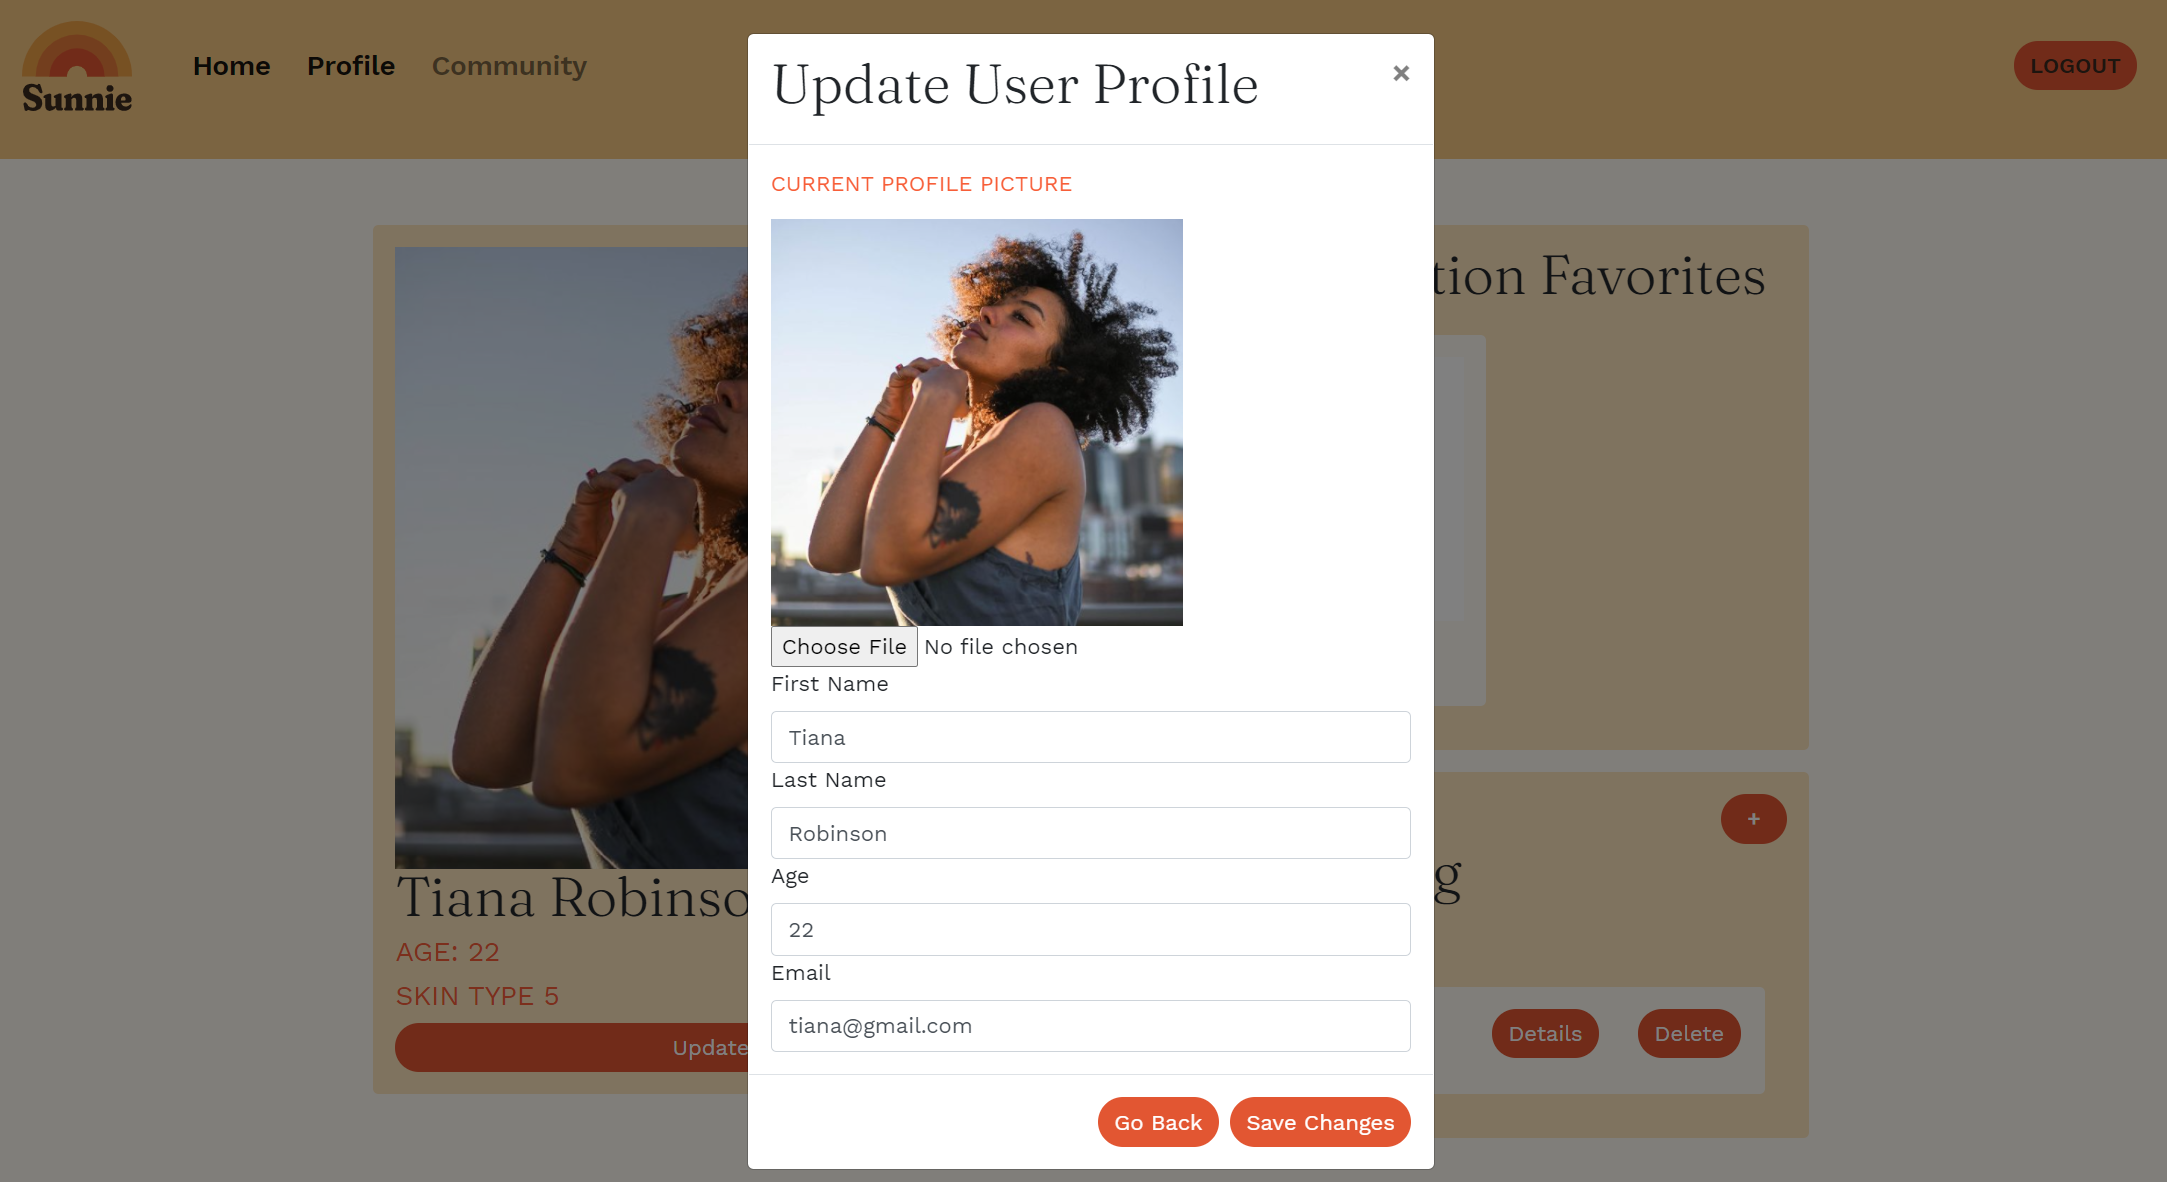 Sunnie
Home
Profile
Community
LOGOUT
Update User Profile
×
CURRENT PROFILE PICTURE
Choose File No file chosen
First Name
Tiana
Last Name
Robinson
Age
22
Email
tiana@gmail.com
Go Back
Save Changes
Tiana Robinso
AGE: 22
SKIN TYPE 5
Update
tion Favorites
+
g
Details
Delete